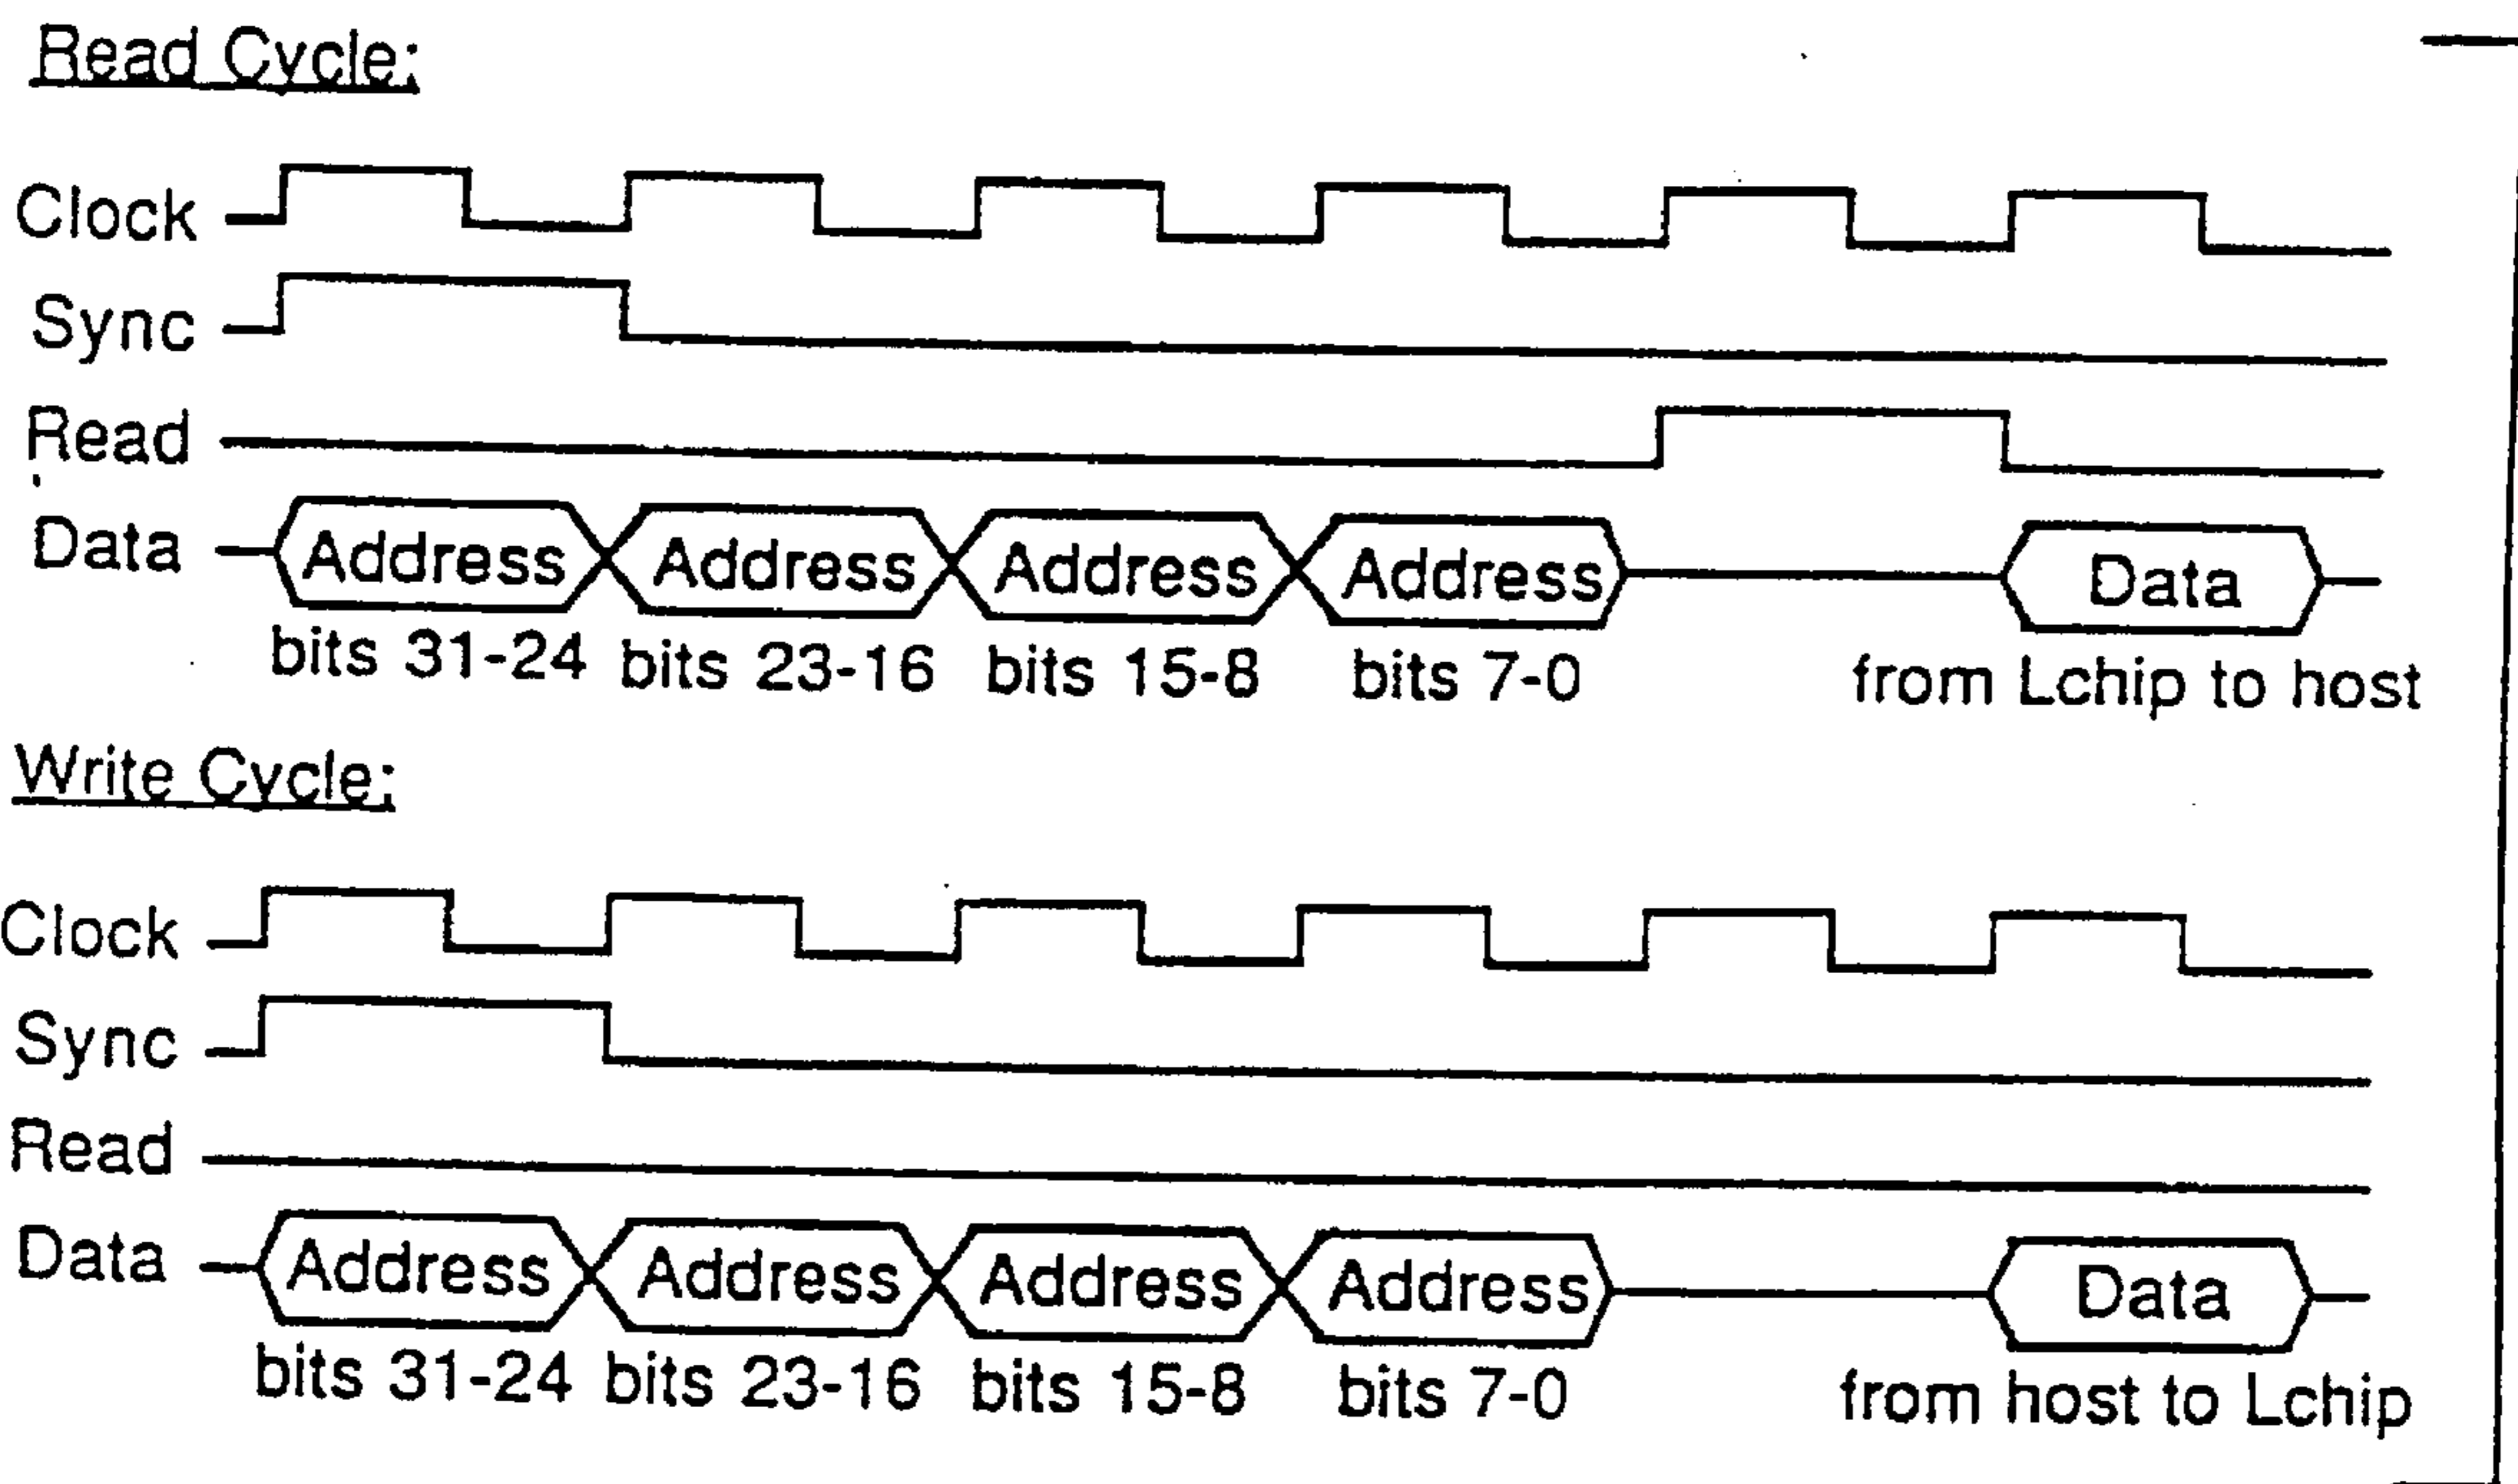 Read Cycle:
Clock
Sync
Read
Data Address Address Address Address Data
bits 31-24 bits 23-16 bits 15-8 bits 7-0 from Lchip to host
Write Cycle:
Clock
Sync
Read
Data Address Address Address Address Data
bits 31-24 bits 23-16 bits 15-8 bits 7-0 from host to Lchip